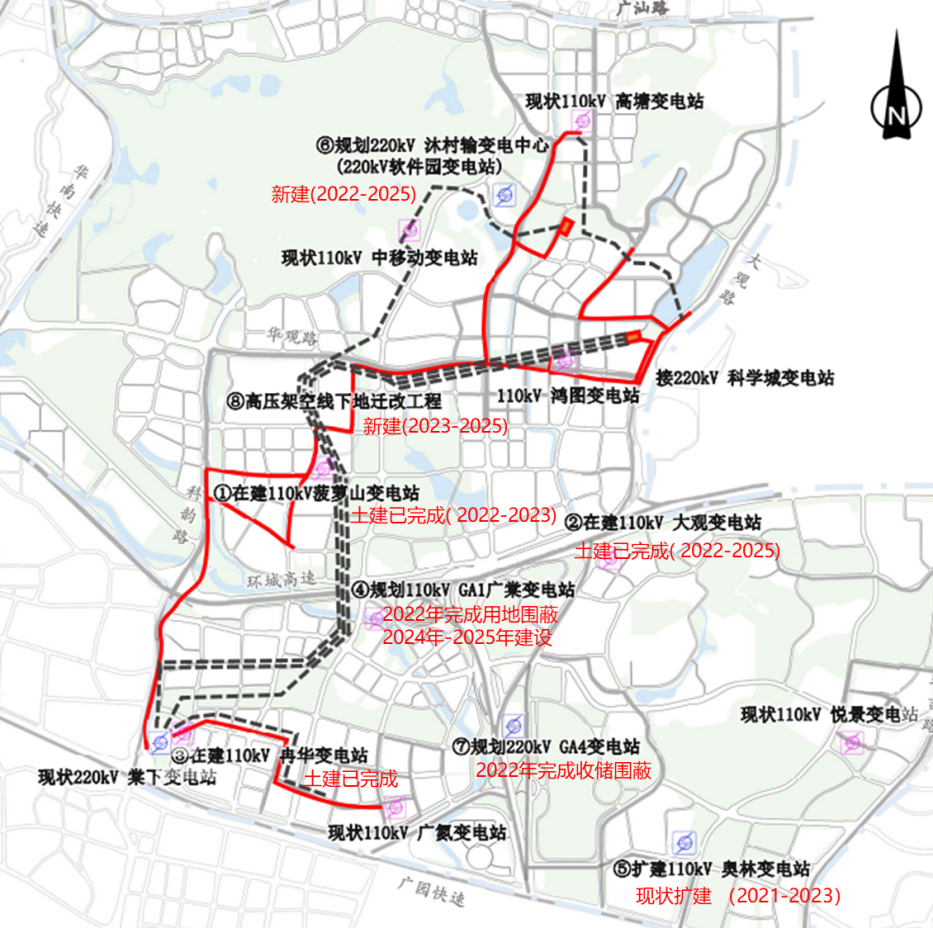 广汕路
现状110kV 高塘变电站
⑥规划220kV 沐村输变电中心
(220kV软件园变电站)
新建(2022-2025)
华南快速
现状110kV 中移动变电站
大观路
华观路
接220kV 科学城变电站
110kV 鸿图变电站
⑧高压架空线下地迁改工程
新建(2023-2025)
①在建110kV菠萝山变电站
科韵路
土建已完成( 2022-2023)
②在建110kV 大观变电站
土建已完成( 2022-2025)
环城高速
④规划110kV GA1广棠变电站
2022年完成用地围蔽
2024年-2025年建设
现状110kV 悦景变电站
⑦规划220kV GA4变电站
2022年完成收储围蔽
③在建110kV 冉华变电站
土建已完成
现状220kV 棠下变电站
现状110kV 广氮变电站
⑤扩建110kV 奥林变电站
现状扩建 （2021-2023）
广园快速
N